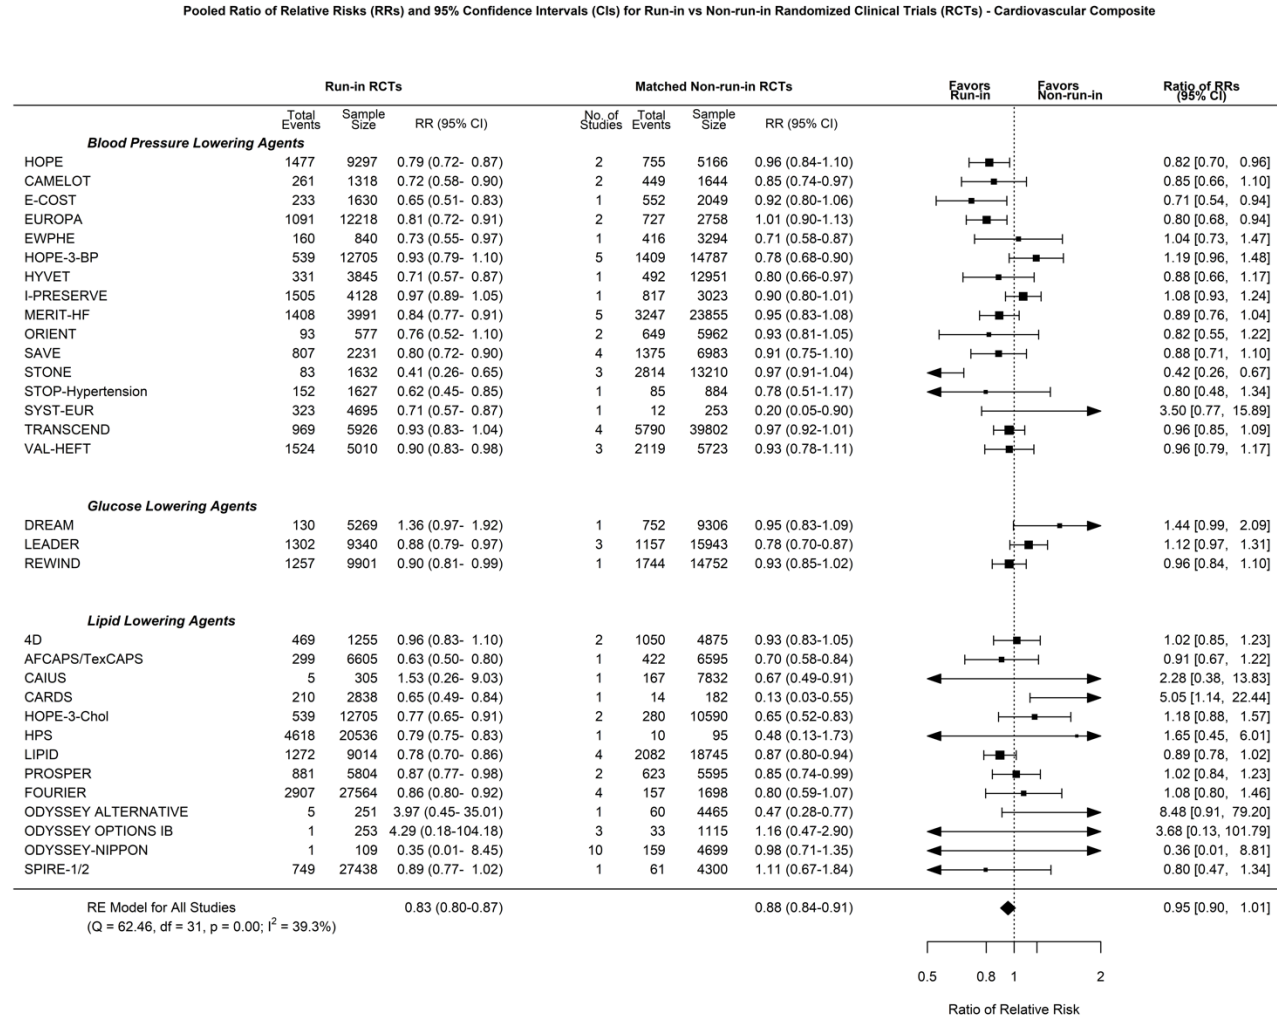 Pooled Ratio of Relative Risks (RRs) and 95% Confidence Intervals (CIs) for Run-in vs Non-run-in Randomized Clinical Trials (RCTs) - Cardiovascular Composite
Run-in RCTs Matched Non-run-in RCTs Favors Run-in Favors Non-run-in Ratio of RRs (95% CI)
Total Events Sample Size RR (95% CI) No. of Studies Total Events Sample Size RR (95% CI)
Blood Pressure Lowering Agents
HOPE 1477 9297 0.79 (0.72- 0.87) 2 755 5166 0.96 (0.84-1.10) 0.82 [0.70, 0.96]
CAMELOT 261 1318 0.72 (0.58- 0.90) 2 449 1644 0.85 (0.74-0.97) 0.85 [0.66, 1.10]
E-COST 233 1630 0.65 (0.51- 0.83) 1 552 2049 0.92 (0.80-1.06) 0.71 [0.54, 0.94]
EUROPA 1091 12218 0.81 (0.72- 0.91) 2 727 2758 1.01 (0.90-1.13) 0.80 [0.68, 0.94]
EWPHE 160 840 0.73 (0.55- 0.97) 1 416 3294 0.71 (0.58-0.87) 1.04 [0.73, 1.47]
HOPE-3-BP 539 12705 0.93 (0.79- 1.10) 5 1409 14787 0.78 (0.68-0.90) 1.19 [0.96, 1.48]
HYVET 331 3845 0.71 (0.57- 0.87) 1 492 12951 0.80 (0.66-0.97) 0.88 [0.66, 1.17]
I-PRESERVE 1505 4128 0.97 (0.89- 1.05) 1 817 3023 0.90 (0.80-1.01) 1.08 [0.93, 1.24]
MERIT-HF 1408 3991 0.84 (0.77- 0.91) 5 3247 23855 0.95 (0.83-1.08) 0.89 [0.76, 1.04]
ORIENT 93 577 0.76 (0.52- 1.10) 2 649 5962 0.93 (0.81-1.05) 0.82 [0.55, 1.22]
SAVE 807 2231 0.80 (0.72- 0.90) 4 1375 6983 0.91 (0.75-1.10) 0.88 [0.71, 1.10]
STONE 83 1632 0.41 (0.26- 0.65) 3 2814 13210 0.97 (0.91-1.04) 0.42 [0.26, 0.67]
STOP-Hypertension 152 1627 0.62 (0.45- 0.85) 1 85 884 0.78 (0.51-1.17) 0.80 [0.48, 1.34]
SYST-EUR 323 4695 0.71 (0.57- 0.87) 1 12 253 0.20 (0.05-0.90) 3.50 [0.77, 15.89]
TRANSCEND 969 5926 0.93 (0.83- 1.04) 4 5790 39802 0.97 (0.92-1.01) 0.96 [0.85, 1.09]
VAL-HEFT 1524 5010 0.90 (0.83- 0.98) 3 2119 5723 0.93 (0.78-1.11) 0.96 [0.79, 1.17]
Glucose Lowering Agents
DREAM 130 5269 1.36 (0.97- 1.92) 1 752 9306 0.95 (0.83-1.09) 1.44 [0.99, 2.09]
LEADER 1302 9340 0.88 (0.79- 0.97) 3 1157 15943 0.78 (0.70-0.87) 1.12 [0.97, 1.31]
REWIND 1257 9901 0.90 (0.81- 0.99) 1 1744 14752 0.93 (0.85-1.02) 0.96 [0.84, 1.10]
Lipid Lowering Agents
4D 469 1255 0.96 (0.83- 1.10) 2 1050 4875 0.93 (0.83-1.05) 1.02 [0.85, 1.23]
AFCAPS/TexCAPS 299 6605 0.63 (0.50- 0.80) 1 422 6595 0.70 (0.58-0.84) 0.91 [0.67, 1.22]
CAIUS 5 305 1.53 (0.26- 9.03) 1 167 7832 0.67 (0.49-0.91) 2.28 [0.38, 13.83]
CARDS 210 2838 0.65 (0.49- 0.84) 1 14 182 0.13 (0.03-0.55) 5.05 [1.14, 22.44]
HOPE-3-Chol 539 12705 0.77 (0.65- 0.91) 2 280 10590 0.65 (0.52-0.83) 1.18 [0.88, 1.57]
HPS 4618 20536 0.79 (0.75- 0.83) 1 10 95 0.48 (0.13-1.73) 1.65 [0.45, 6.01]
LIPID 1272 9014 0.78 (0.70- 0.86) 4 2082 18745 0.87 (0.80-0.94) 0.89 [0.78, 1.02]
PROSPER 881 5804 0.87 (0.77- 0.98) 2 623 5595 0.85 (0.74-0.99) 1.02 [0.84, 1.23]
FOURIER 2907 27564 0.86 (0.80- 0.92) 4 157 1698 0.80 (0.59-1.07) 1.08 [0.80, 1.46]
ODYSSEY ALTERNATIVE 5 251 3.97 (0.45- 35.01) 1 60 4465 0.47 (0.28-0.77) 8.48 [0.91, 79.20]
ODYSSEY OPTIONS IB 1 253 4.29 (0.18-104.18) 3 33 1115 1.16 (0.47-2.90) 3.68 [0.13, 101.79]
ODYSSEY-NIPPON 1 109 0.35 (0.01- 8.45) 10 159 4699 0.98 (0.71-1.35) 0.36 [0.01, 8.81]
SPIRE-1/2 749 27438 0.89 (0.77- 1.02) 1 61 4300 1.11 (0.67-1.84) 0.80 [0.47, 1.34]
RE Model for All Studies 0.83 (0.80-0.87) 0.88 (0.84-0.91) 0.95 [0.90, 1.01]
(Q = 62.46, df = 31, p = 0.00; I² = 39.3%)
0.5 0.8 1 2
Ratio of Relative Risk